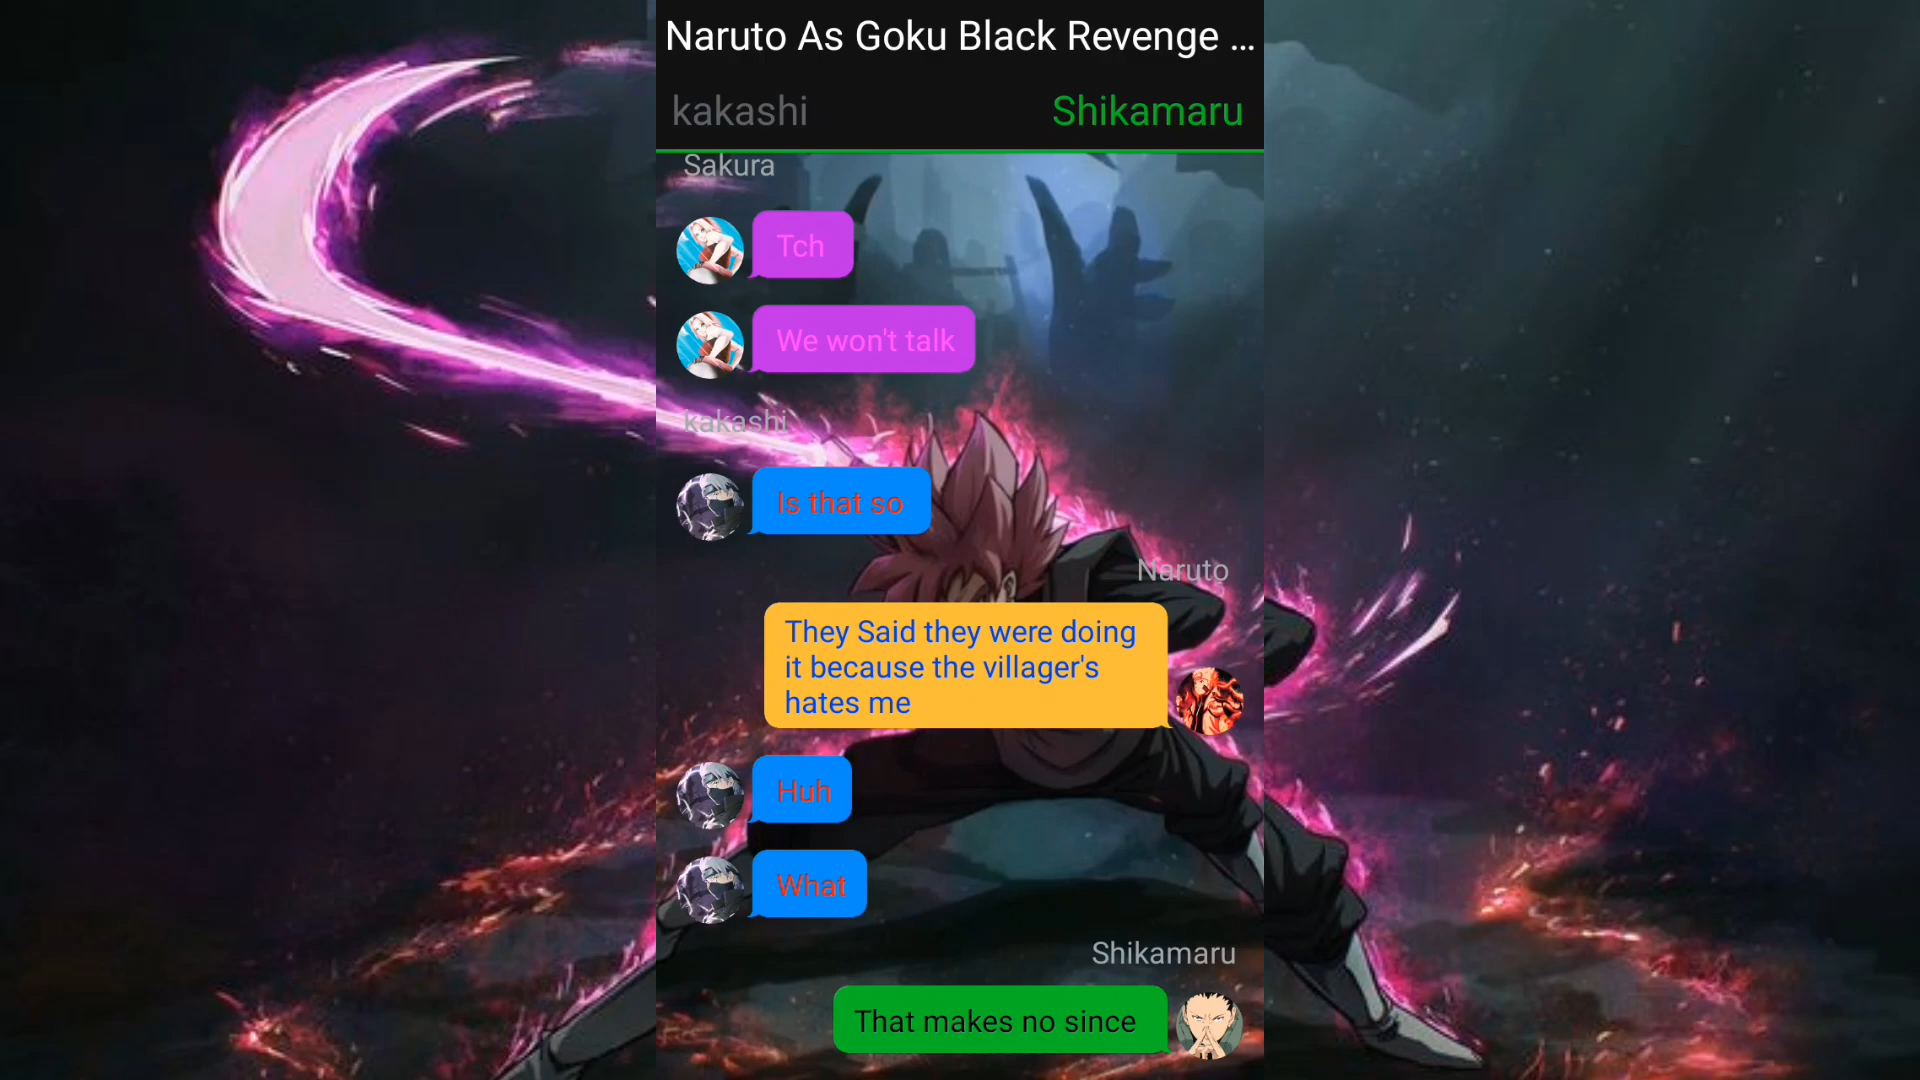 Naruto As Goku Black Revenge ...
kakashi
Shikamaru
Sakura
Tch
We won't talk
kakashi
Is that so
Naruto
They Said they were doing
it because the villager's
hates me
Huh
What
Shikamaru
That makes no since